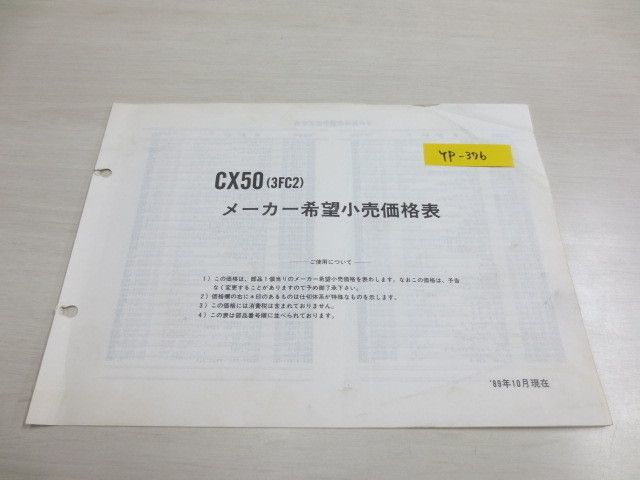 YP-376
CX50(3FC2)
メーカー希望小売価格表
ご使用について
1) この価格は、部品1個当りのメーカー希望小売価格を表わします。なおこの価格は、予告
なく変更することがありますので予め御了承下さい。
2) 価格欄の右に*印のあるものは仕切体系が特殊なものを示します。
3) この価格には消費税は含まれておりません。
4) この表は部品番号順に並べられております。
'89年10月現在